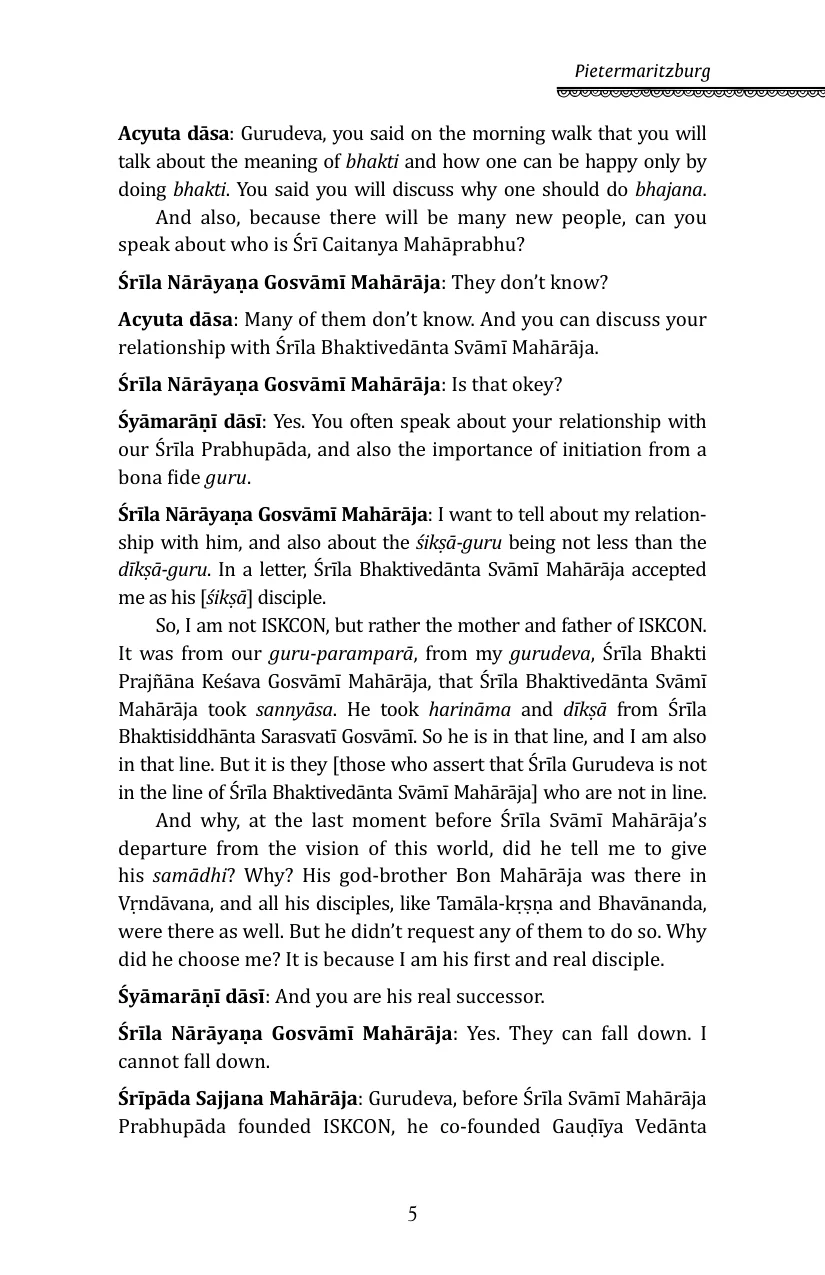 Pietermaritzburg
Acyuta dāsa: Gurudeva, you said on the morning walk that you will
talk about the meaning of bhakti and how one can be happy only by
doing bhakti. You said you will discuss why one should do bhajana.
And also, because there will be many new people, can you
speak about who is Śrī Caitanya Mahāprabhu?
Śrīla Nārāyaṇa Gosvāmī Mahārāja: They don’t know?
Acyuta dāsa: Many of them don’t know. And you can discuss your
relationship with Śrīla Bhaktivedānta Svāmī Mahārāja.
Śrīla Nārāyaṇa Gosvāmī Mahārāja: Is that okey?
Śyāmarāṇī dāsī: Yes. You often speak about your relationship with
our Śrīla Prabhupāda, and also the importance of initiation from a
bona fide guru.
Śrīla Nārāyaṇa Gosvāmī Mahārāja: I want to tell about my relation-
ship with him, and also about the śikṣā-guru being not less than the
dīkṣā-guru. In a letter, Śrīla Bhaktivedānta Svāmī Mahārāja accepted
me as his [śikṣā] disciple.
So, I am not ISKCON, but rather the mother and father of ISKCON.
It was from our guru-paramparā, from my gurudeva, Śrīla Bhakti
Prajñāna Keśava Gosvāmī Mahārāja, that Śrīla Bhaktivedānta Svāmī
Mahārāja took sannyāsa. He took harināma and dīkṣā from Śrīla
Bhaktisiddhānta Sarasvatī Gosvāmī. So he is in that line, and I am also
in that line. But it is they [those who assert that Śrīla Gurudeva is not
in the line of Śrīla Bhaktivedānta Svāmī Mahārāja] who are not in line.
And why, at the last moment before Śrīla Svāmī Mahārāja’s
departure from the vision of this world, did he tell me to give
his samādhi? Why? His god-brother Bon Mahārāja was there in
Vṛndāvana, and all his disciples, like Tamāla-kṛṣṇa and Bhavānanda,
were there as well. But he didn’t request any of them to do so. Why
did he choose me? It is because I am his first and real disciple.
Śyāmarāṇī dāsī: And you are his real successor.
Śrīla Nārāyaṇa Gosvāmī Mahārāja: Yes. They can fall down. I
cannot fall down.
Śrīpāda Sajjana Mahārāja: Gurudeva, before Śrīla Svāmī Mahārāja
Prabhupāda founded ISKCON, he co-founded Gauḍīya Vedānta
5